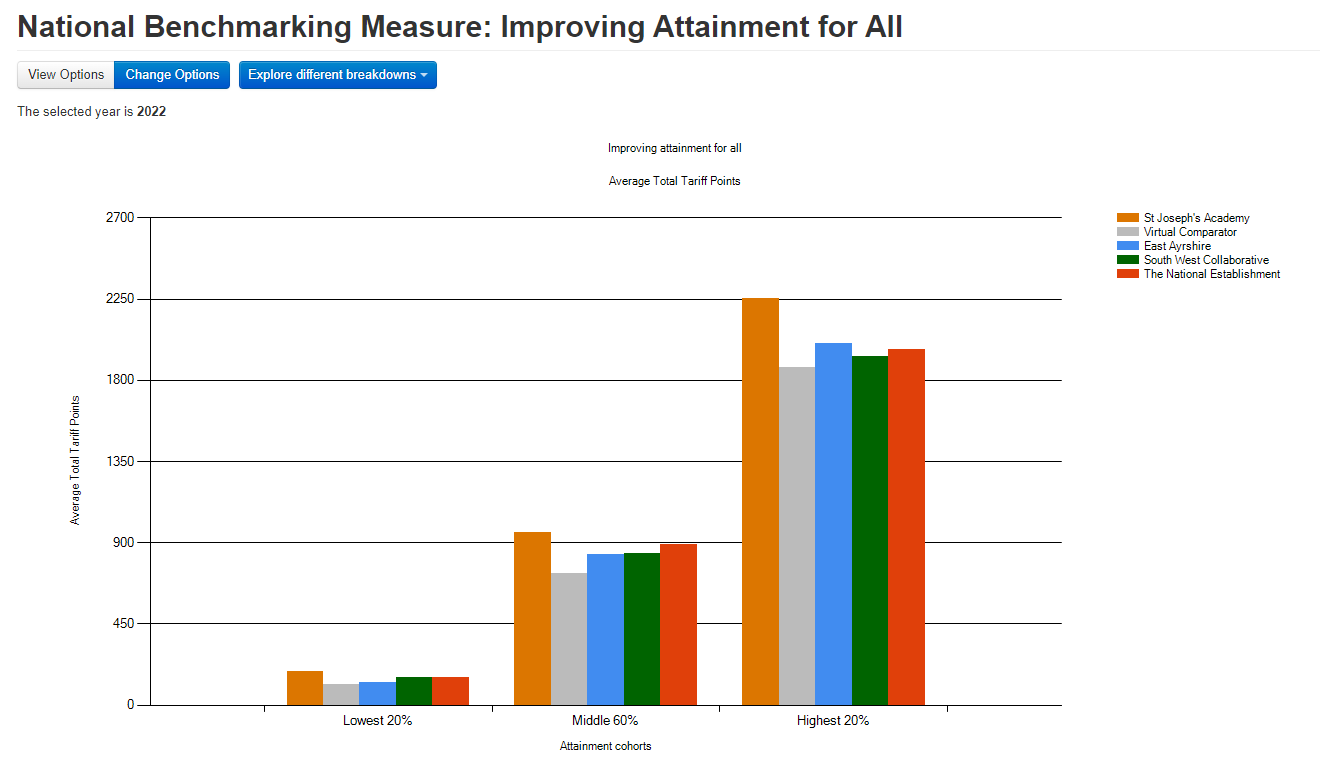 National Benchmarking Measure: Improving Attainment for All
View Options Change Options Explore different breakdowns
The selected year is 2022
Improving attainment for all
Average Total Tariff Points
2700
2250
1800
1350
900
450
0
Average Total Tariff Points
Lowest 20% Middle 60% Highest 20%
Attainment cohorts
St Joseph's Academy
Virtual Comparator
East Ayrshire
South West Collaborative
The National Establishment